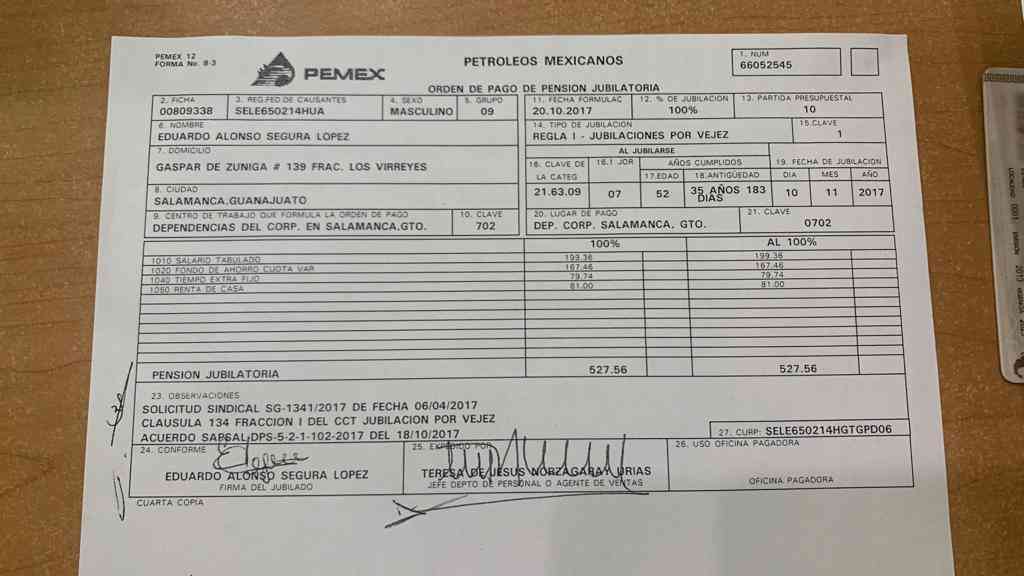 PEMEX 12
FORMA No. 8-3
PEMEX
PETROLEOS MEXICANOS
1. NUM
66052545
ORDEN DE PAGO DE PENSION JUBILATORIA
2. FICHA
00809338
3. REG.FED.DE CAUSANTES
SELE650214HUA
4. SEXO
MASCULINO
5. GRUPO
09
11. FECHA FORMULAC
20.10.2017
12. % DE JUBILACION
100%
13. PARTIDA PRESUPUESTAL
10
6. NOMBRE
EDUARDO ALONSO SEGURA LOPEZ
14. TIPO DE JUBILACION
REGLA I - JUBILACIONES POR VEJEZ
15.CLAVE
1
7. DOMICILIO
GASPAR DE ZUNIGA # 139 FRAC. LOS VIRREYES
AL JUBILARSE
16. CLAVE DE
LA CATEG
16.1 JOR
AÑOS CUMPLIDOS
17.EDAD
18.ANTIGÜEDAD
19. FECHA DE JUBILACION
DIA
MES
AÑO
21.63.09
07
52
35 AÑOS 183
DIAS
10
11
2017
8. CIUDAD
SALAMANCA,GUANAJUATO
9. CENTRO DE TRABAJO QUE FORMULA LA ORDEN DE PAGO
DEPENDENCIAS DEL CORP. EN SALAMANCA,GTO.
10. CLAVE
702
20. LUGAR DE PAGO
DEP. CORP. SALAMANCA, GTO.
21. CLAVE
0702
100%
AL 100%
1010 SALARIO TABULADO 199.36 199.36
1020 FONDO DE AHORRO CUOTA VAR 167.46 167.46
1040 TIEMPO EXTRA FIJO 79.74 79.74
1050 RENTA DE CASA 81.00 81.00
PENSION JUBILATORIA 527.56 527.56
23. OBSERVACIONES
SOLICITUD SINDICAL SG-1341/2017 DE FECHA 06/04/2017
CLAUSULA 134 FRACCION I DEL CCT JUBILACION POR VEJEZ
ACUERDO SAPSAL/DPS-5-2-1-102-2017 DEL 18/10/2017
27. CURP: SELE650214HGTGPD06
24. CONFORME
EDUARDO ALONSO SEGURA LOPEZ
FIRMA DEL JUBILADO
25. EXPEDIDO POR
TERESA DE JESUS NORZAGARAY URIAS
JEFE DEPTO DE PERSONAL O AGENTE DE VENTAS
26. USO OFICINA PAGADORA
OFICINA PAGADORA
CUARTA COPIA